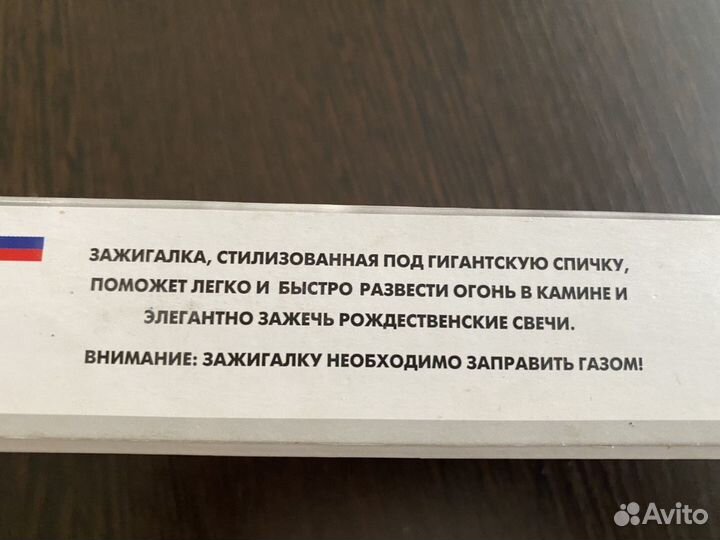 ЗАЖИГАЛКА, СТИЛИЗОВАННАЯ ПОД ГИГАНТСКУЮ СПИЧКУ,
ПОМОЖЕТ ЛЕГКО И БЫСТРО РАЗВЕСТИ ОГОНЬ В КАМИНЕ И
ЭЛЕГАНТНО ЗАЖЕЧЬ РОЖДЕСТВЕНСКИЕ СВЕЧИ.
ВНИМАНИЕ: ЗАЖИГАЛКУ НЕОБХОДИМО ЗАПРАВИТЬ ГАЗОМ!
Avito